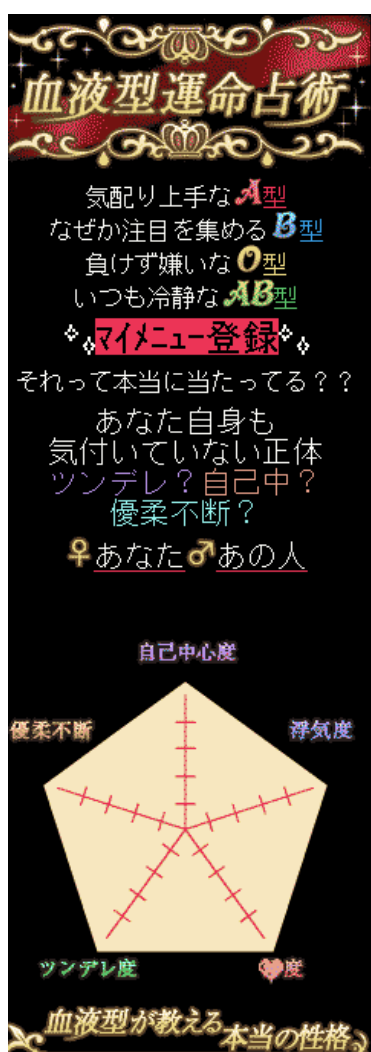 血液型運命占術
気配り上手なA型
なぜか注目を集めるB型
負けず嫌いなO型
いつも冷静なAB型
マイメニュー登録
それって本当に当たってる？？
あなた自身も
気付いていない正体
ツンデレ？自己中？
優柔不断？
♀あなた♂あの人
自己中心度
優柔不断
浮気度
ツンデレ度
♥度
血液型が教える
本当の性格